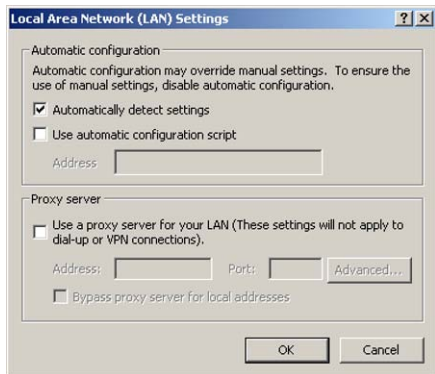 Local Area Network (LAN) Settings
Automatic configuration
Automatic configuration may override manual settings. To ensure the
use of manual settings, disable automatic configuration.
Automatically detect settings
Use automatic configuration script
Address
Proxy server
Use a proxy server for your LAN (These settings will not apply to
dial-up or VPN connections).
Address: Port: Advanced...
Bypass proxy server for local addresses
OK Cancel